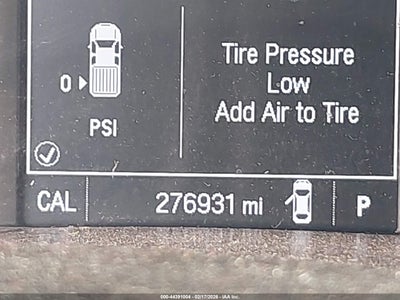 Tire Pressure
Low
Add Air to Tire
0
PSI
CAL 276931 mi P
000-44391004 - 02/17/2026 - IAA Inc.